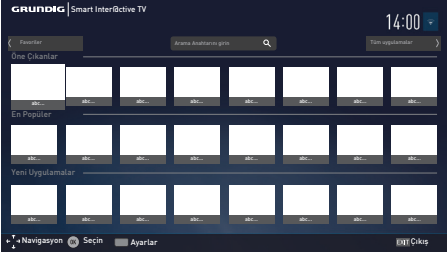 GRUNDIG Smart Inter@ctive TV
14:00
Favoriler Arama Anahtarını girin Tüm uygulamalar
Öne Çıkanlar
abc... abc... abc... abc... abc... abc... abc... abc...
En Popüler
abc... abc... abc... abc... abc... abc... abc... abc...
Yeni Uygulamalar
abc... abc... abc... abc... abc... abc... abc... abc...
Navigasyon OK Seçin Ayarlar EXIT Çıkış